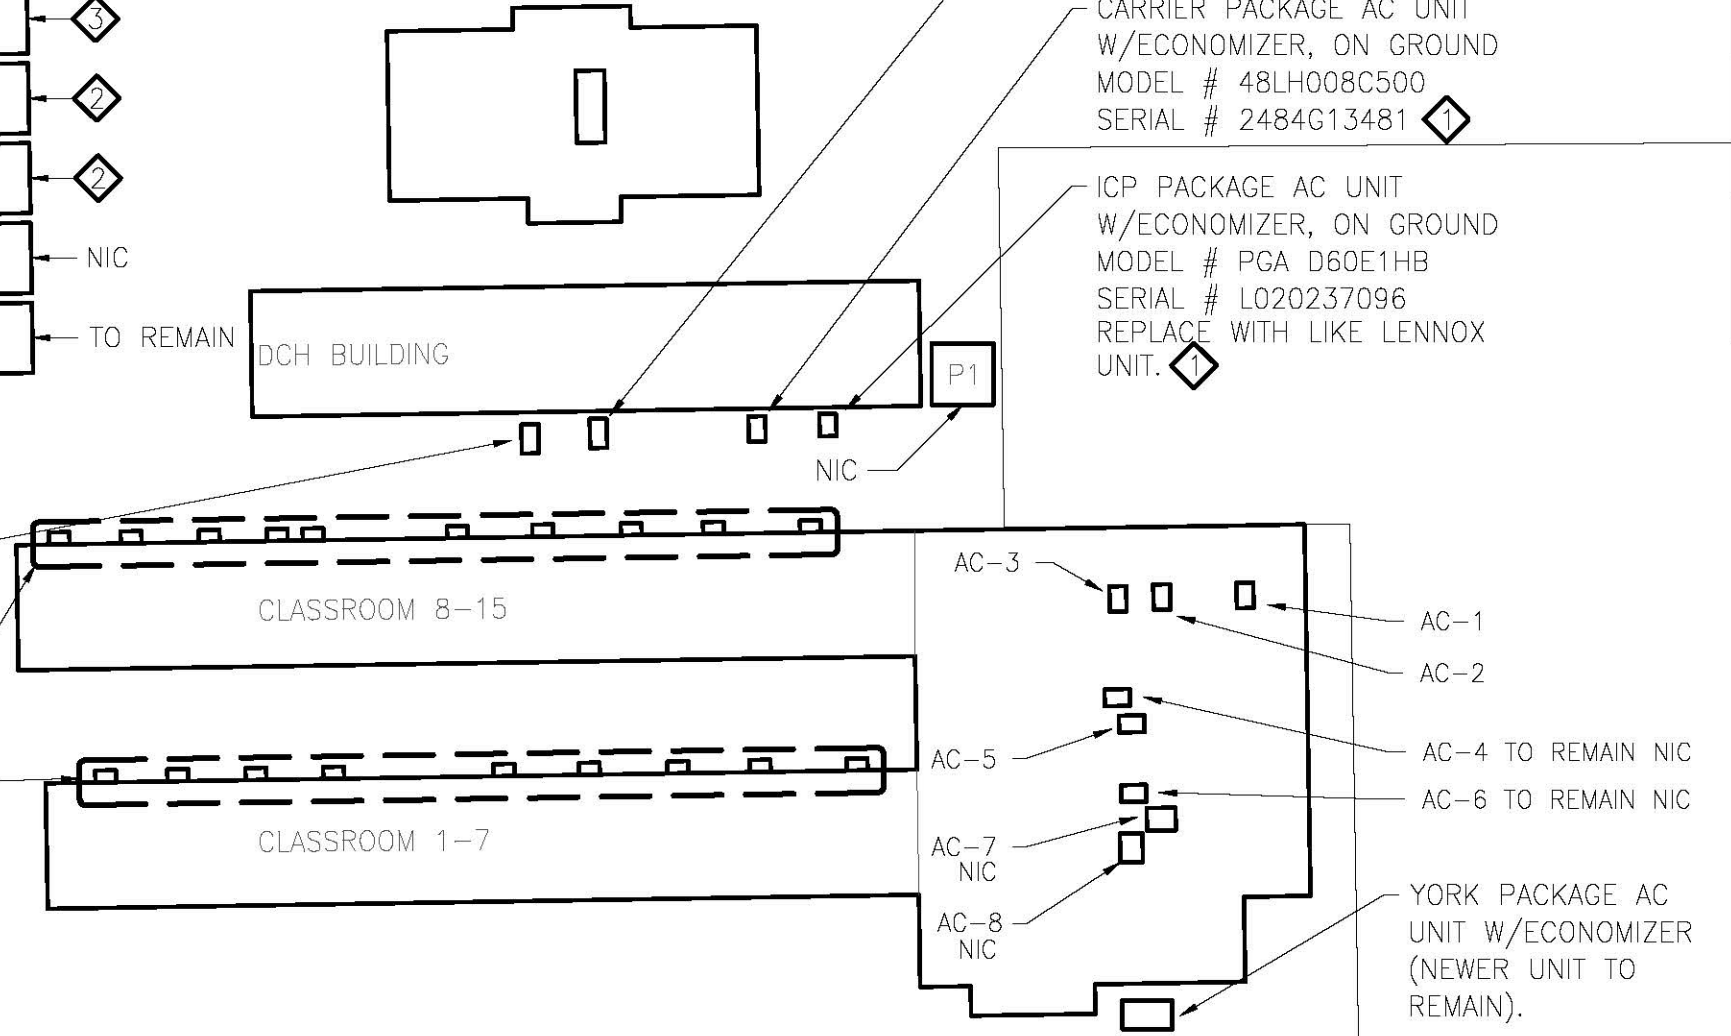 3
CARRIER PACKAGE AC UNIT
W/ECONOMIZER, ON GROUND
MODEL # 48LH008C500
SERIAL # 2484G13481 1
2
2
ICP PACKAGE AC UNIT
W/ECONOMIZER, ON GROUND
MODEL # PGA D60E1HB
SERIAL # L020237096
REPLACE WITH LIKE LENNOX
UNIT. 1
NIC
TO REMAIN
DCH BUILDING
P1
NIC
CLASSROOM 8-15
AC-3
AC-1
AC-2
AC-5
AC-4 TO REMAIN NIC
AC-6 TO REMAIN NIC
CLASSROOM 1-7
AC-7
NIC
AC-8
NIC
YORK PACKAGE AC
UNIT W/ECONOMIZER
(NEWER UNIT TO
REMAIN).